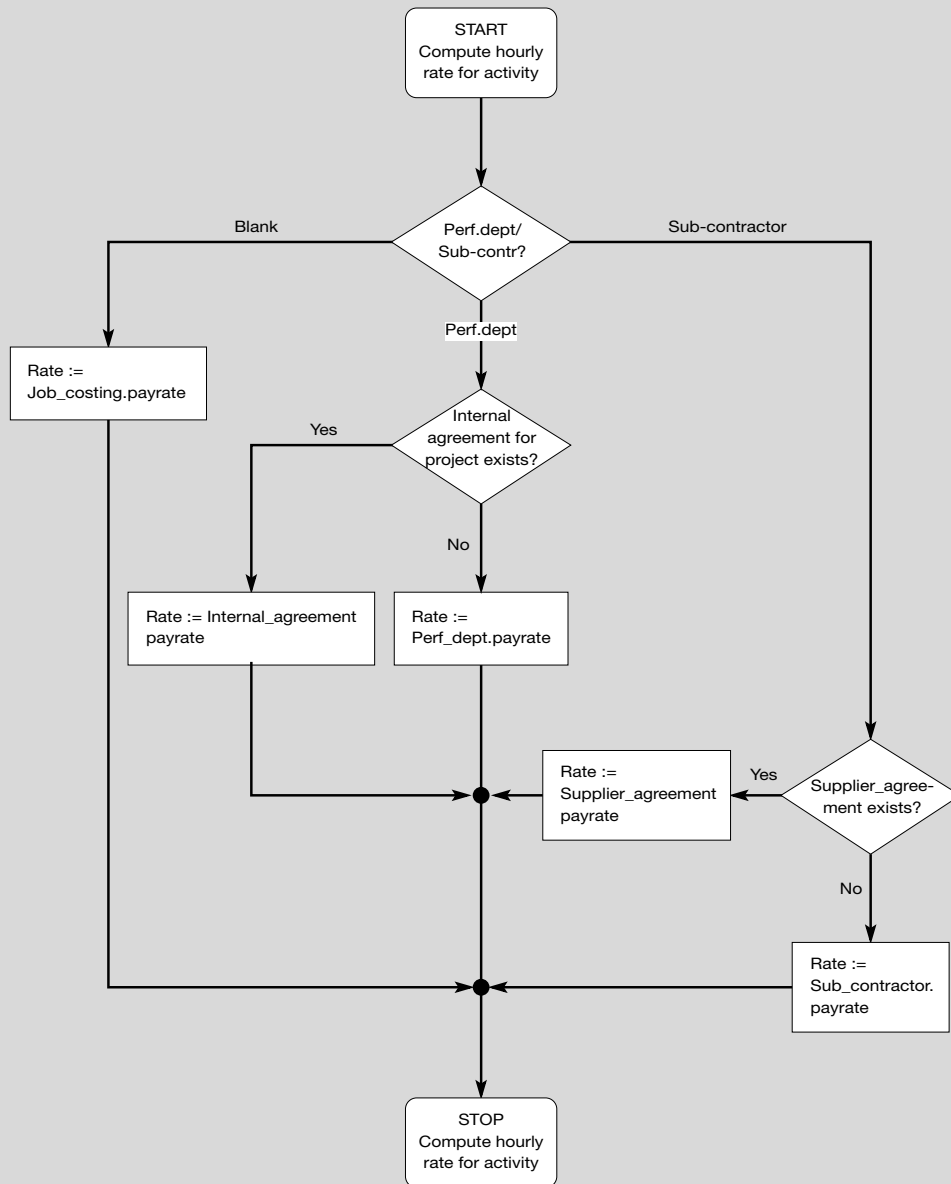 START
Compute hourly
rate for activity
Blank
Perf.dept/
Sub-contr?
Sub-contractor
Perf.dept
Rate :=
Job_costing.payrate
Internal
agreement for
project exists?
Yes
No
Rate := Internal_agreement
payrate
Rate :=
Perf_dept.payrate
Rate :=
Supplier_agreement
payrate
Yes
Supplier_agree-
ment exists?
No
Rate :=
Sub_contractor.
payrate
STOP
Compute hourly
rate for activity